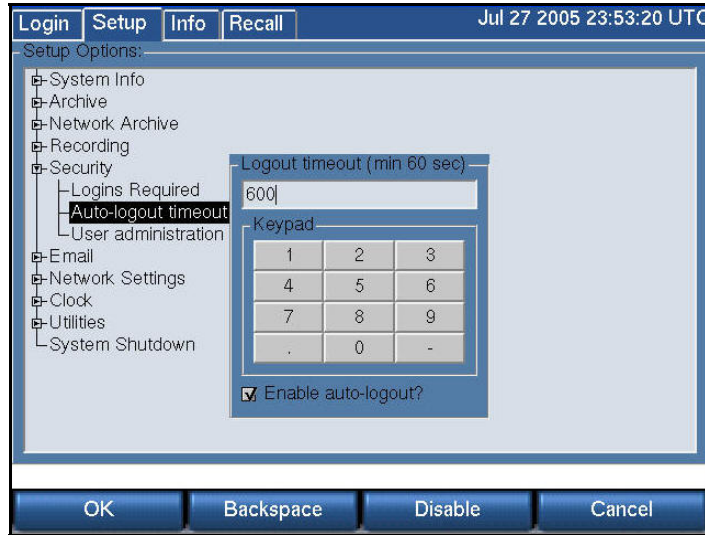 Login Setup Info Recall Jul 27 2005 23:53:20 UTC
Setup Options:
System Info
Archive
Network Archive
Recording
Security
Logins Required
Auto-logout timeout
User administration
Email
Network Settings
Clock
Utilities
System Shutdown
Logout timeout (min 60 sec)
600
Keypad
1 2 3
4 5 6
7 8 9
. 0 -
Enable auto-logout?
OK Backspace Disable Cancel